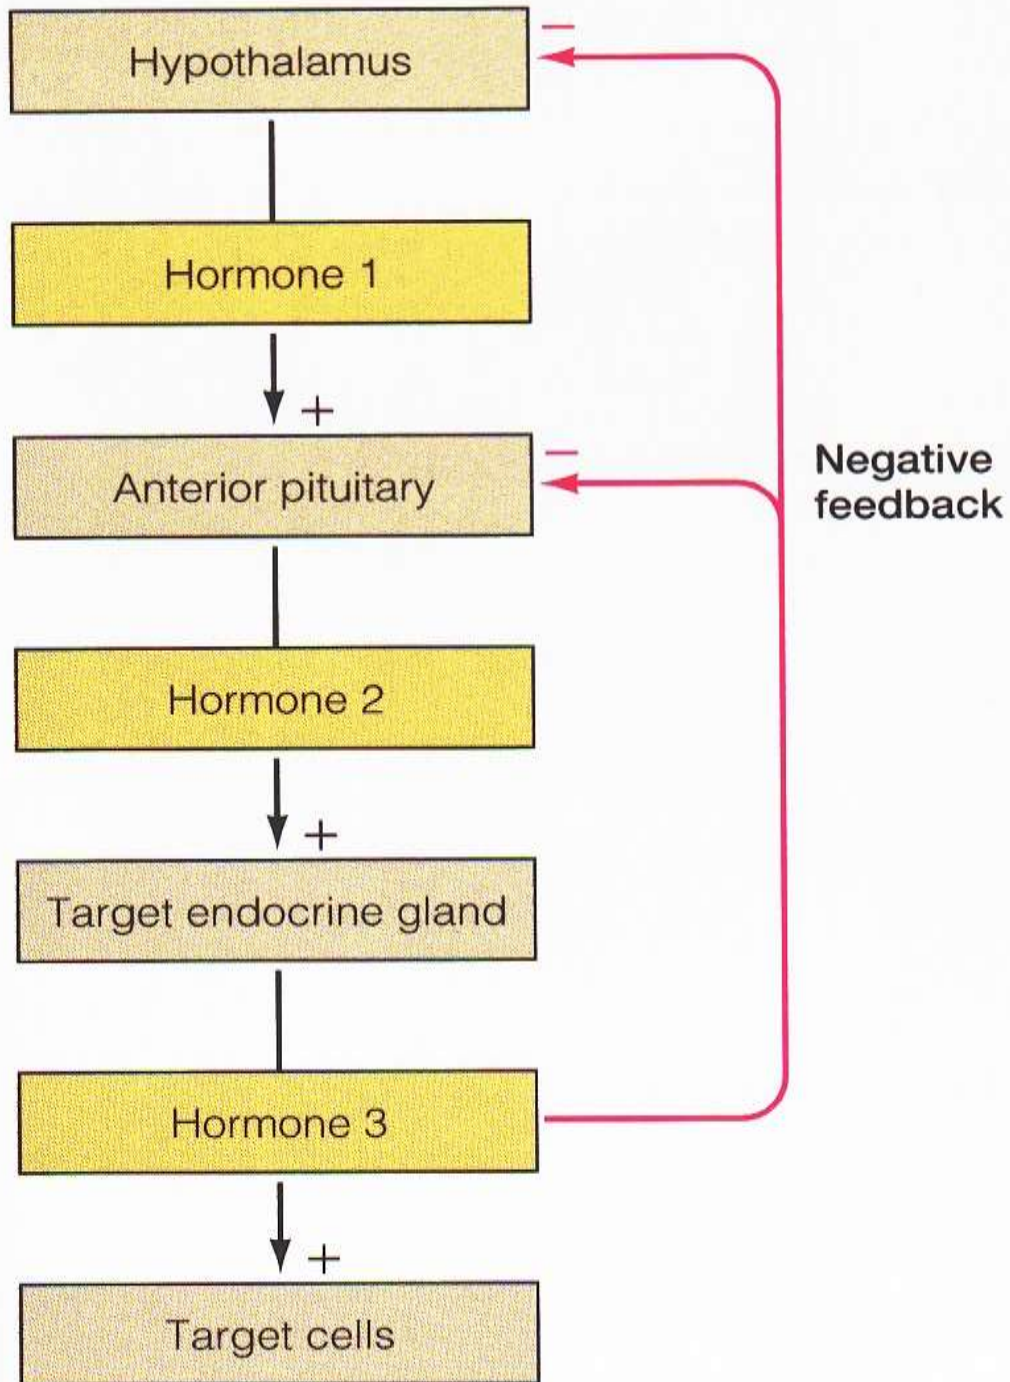 −
Hypothalamus
Hormone 1
+
−
Anterior pituitary
Negative
feedback
Hormone 2
+
Target endocrine gland
Hormone 3
+
Target cells